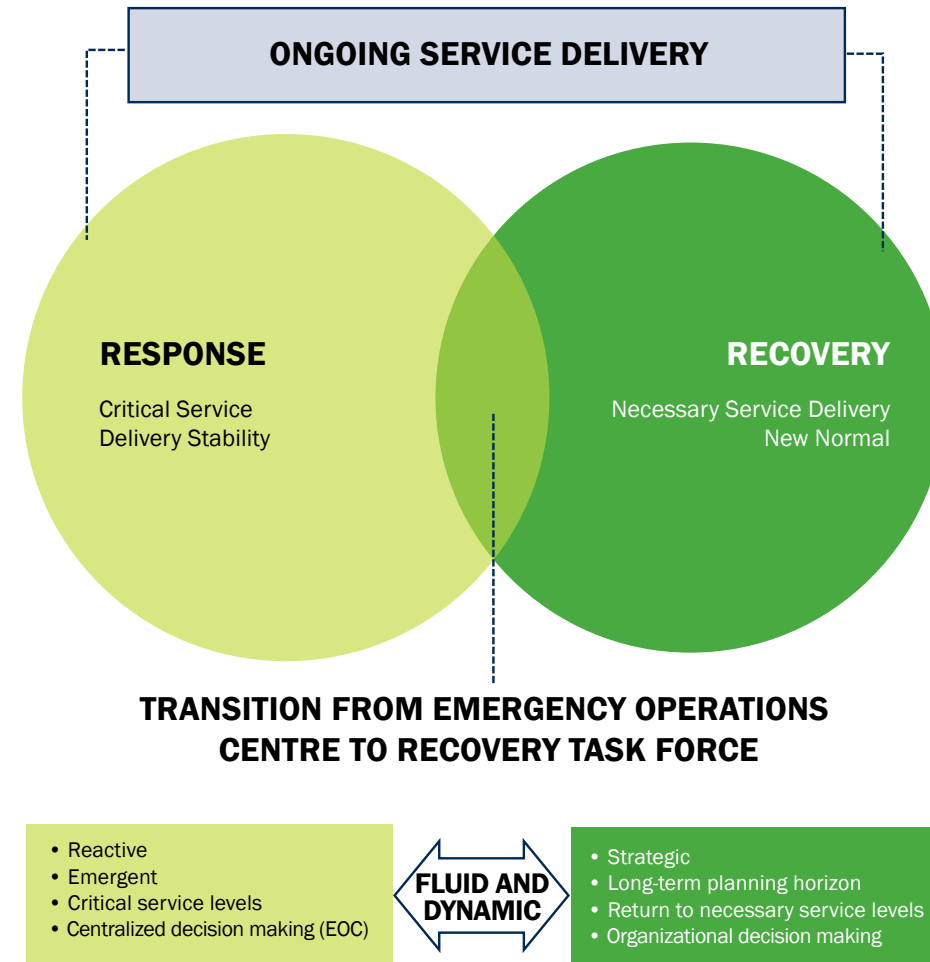 ONGOING SERVICE DELIVERY
RESPONSE
Critical Service
Delivery Stability
RECOVERY
Necessary Service Delivery
New Normal
TRANSITION FROM EMERGENCY OPERATIONS
CENTRE TO RECOVERY TASK FORCE
• Reactive
• Emergent
• Critical service levels
• Centralized decision making (EOC)
FLUID AND
DYNAMIC
• Strategic
• Long-term planning horizon
• Return to necessary service levels
• Organizational decision making